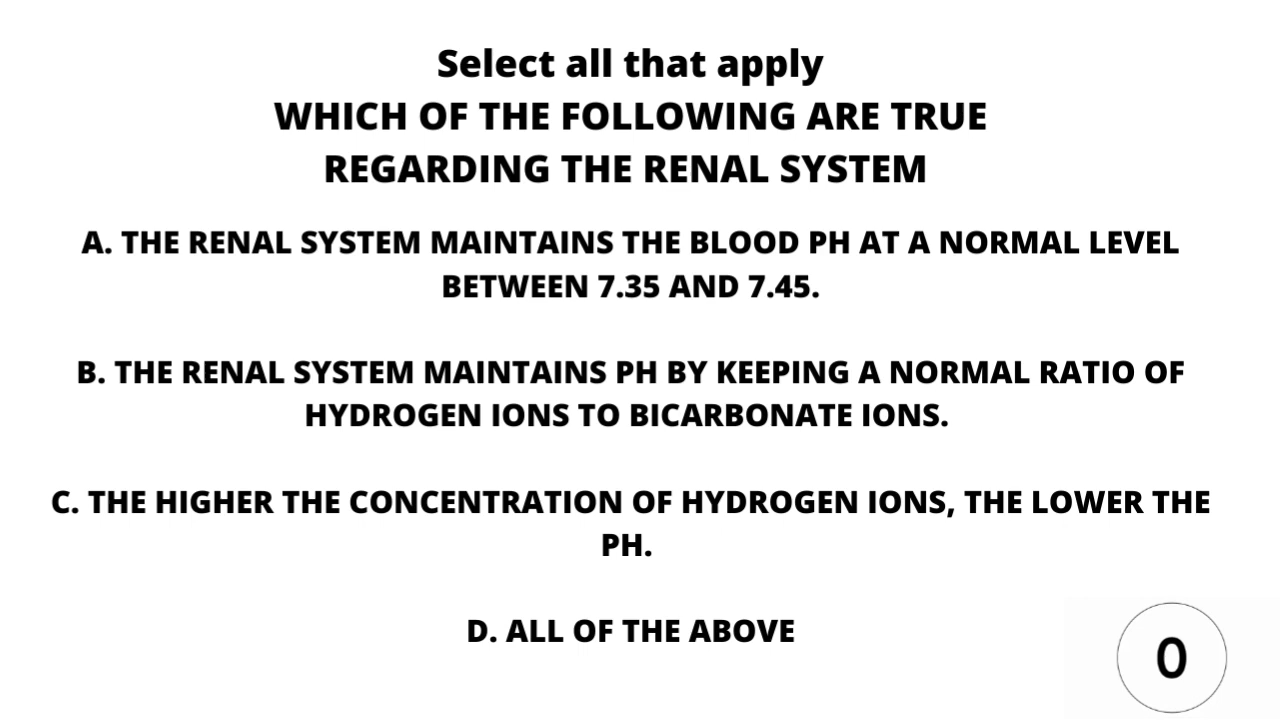 Select all that apply
WHICH OF THE FOLLOWING ARE TRUE
REGARDING THE RENAL SYSTEM
A. THE RENAL SYSTEM MAINTAINS THE BLOOD PH AT A NORMAL LEVEL
BETWEEN 7.35 AND 7.45.
B. THE RENAL SYSTEM MAINTAINS PH BY KEEPING A NORMAL RATIO OF
HYDROGEN IONS TO BICARBONATE IONS.
C. THE HIGHER THE CONCENTRATION OF HYDROGEN IONS, THE LOWER THE
PH.
D. ALL OF THE ABOVE
0